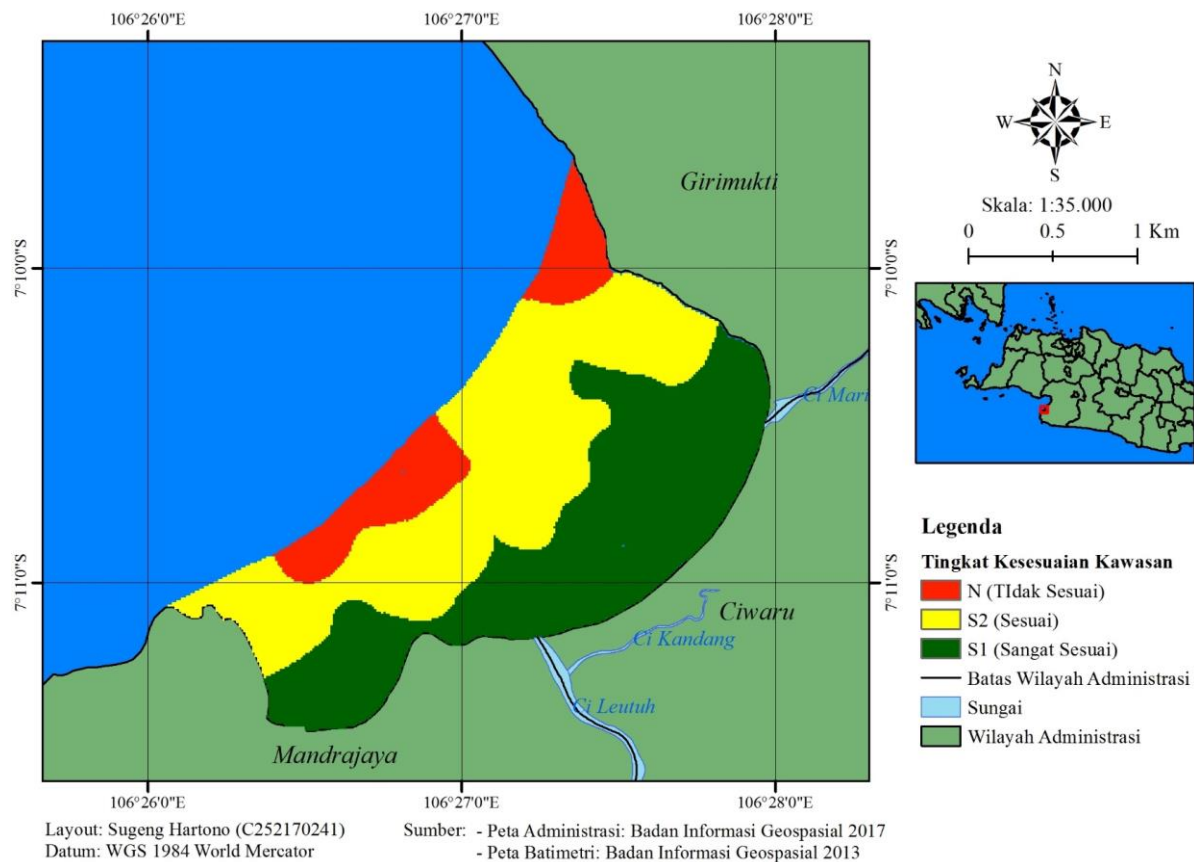 106°26'0"E
106°27'0"E
106°28'0"E
7°10'0"S
7°11'0"S
Girimukti
Ci Mari
Ciwaru
Ci Kandang
Ci Leutuh
Mandrajaya
7°10'0"S
7°11'0"S
106°26'0"E
106°27'0"E
106°28'0"E
Layout: Sugeng Hartono (C252170241)
Datum: WGS 1984 World Mercator
Sumber: - Peta Administrasi: Badan Informasi Geospasial 2017
- Peta Batimetri: Badan Informasi Geospasial 2013
N
W
E
S
Skala: 1:35.000
0 0.5 1 Km
Legenda
Tingkat Kesesuaian Kawasan
N (TIdak Sesuai)
S2 (Sesuai)
S1 (Sangat Sesuai)
Batas Wilayah Administrasi
Sungai
Wilayah Administrasi